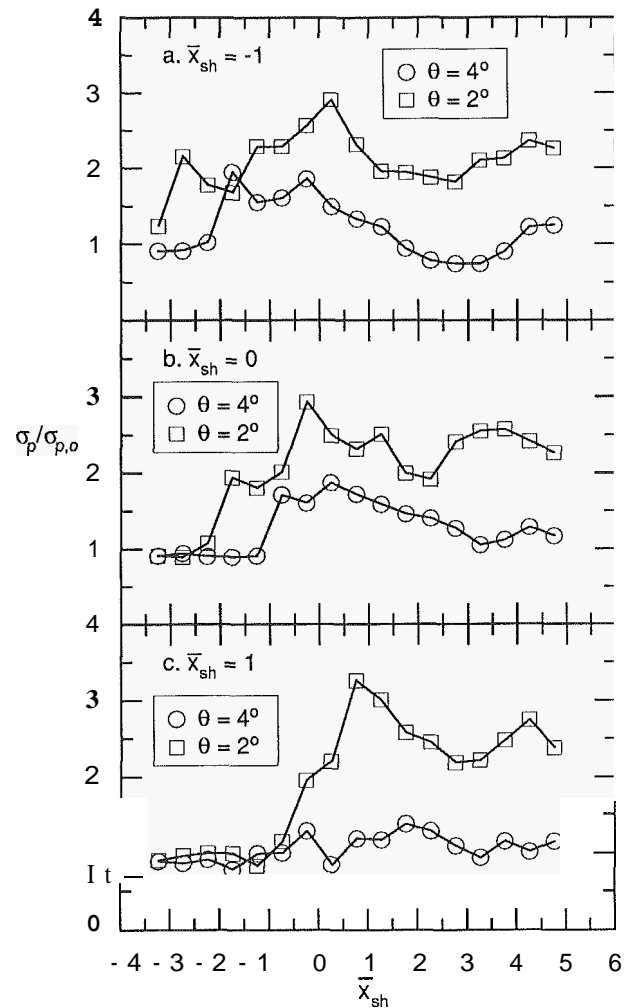 4
a. x̄sh = -1
θ = 4°
θ = 2°
3
2
1
b. x̄sh = 0
θ = 4°
θ = 2°
3
σp/σp,o
2
1
4
c. x̄sh = 1
3
θ = 4°
θ = 2°
2
I t
0
-4 -3 -2 -1 0 1 2 3 4 5 6
x̄sh